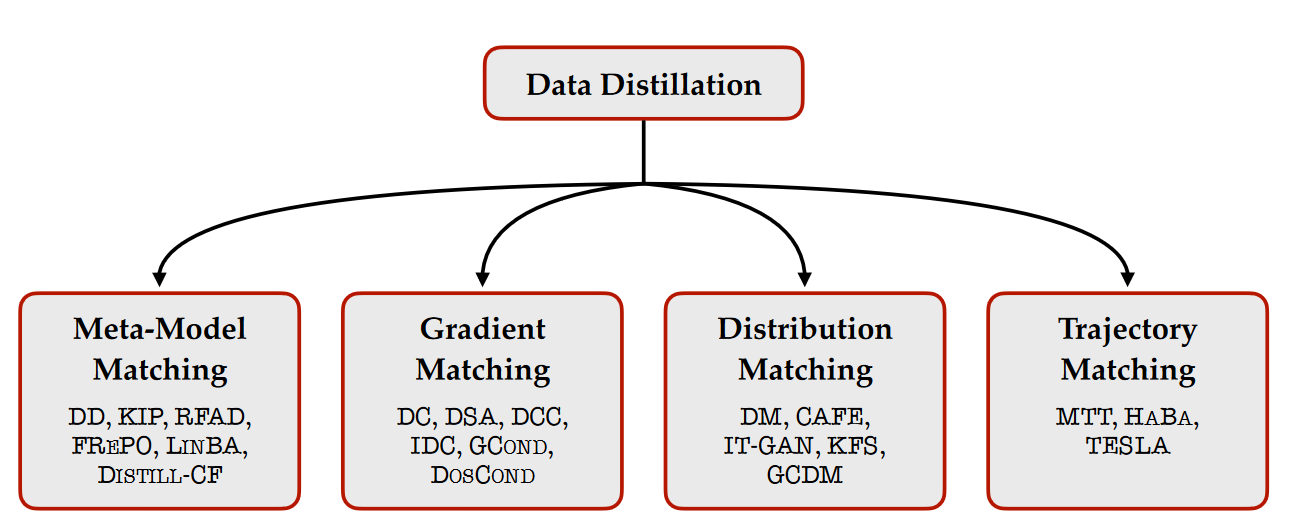 Data Distillation
Meta-Model
Matching
DD, KIP, RFAD,
FREPO, LINBA,
DISTILL-CF
Gradient
Matching
DC, DSA, DCC,
IDC, GCOND,
DOSCOND
Distribution
Matching
DM, CAFE,
IT-GAN, KFS,
GCDM
Trajectory
Matching
MTT, HABA,
TESLA